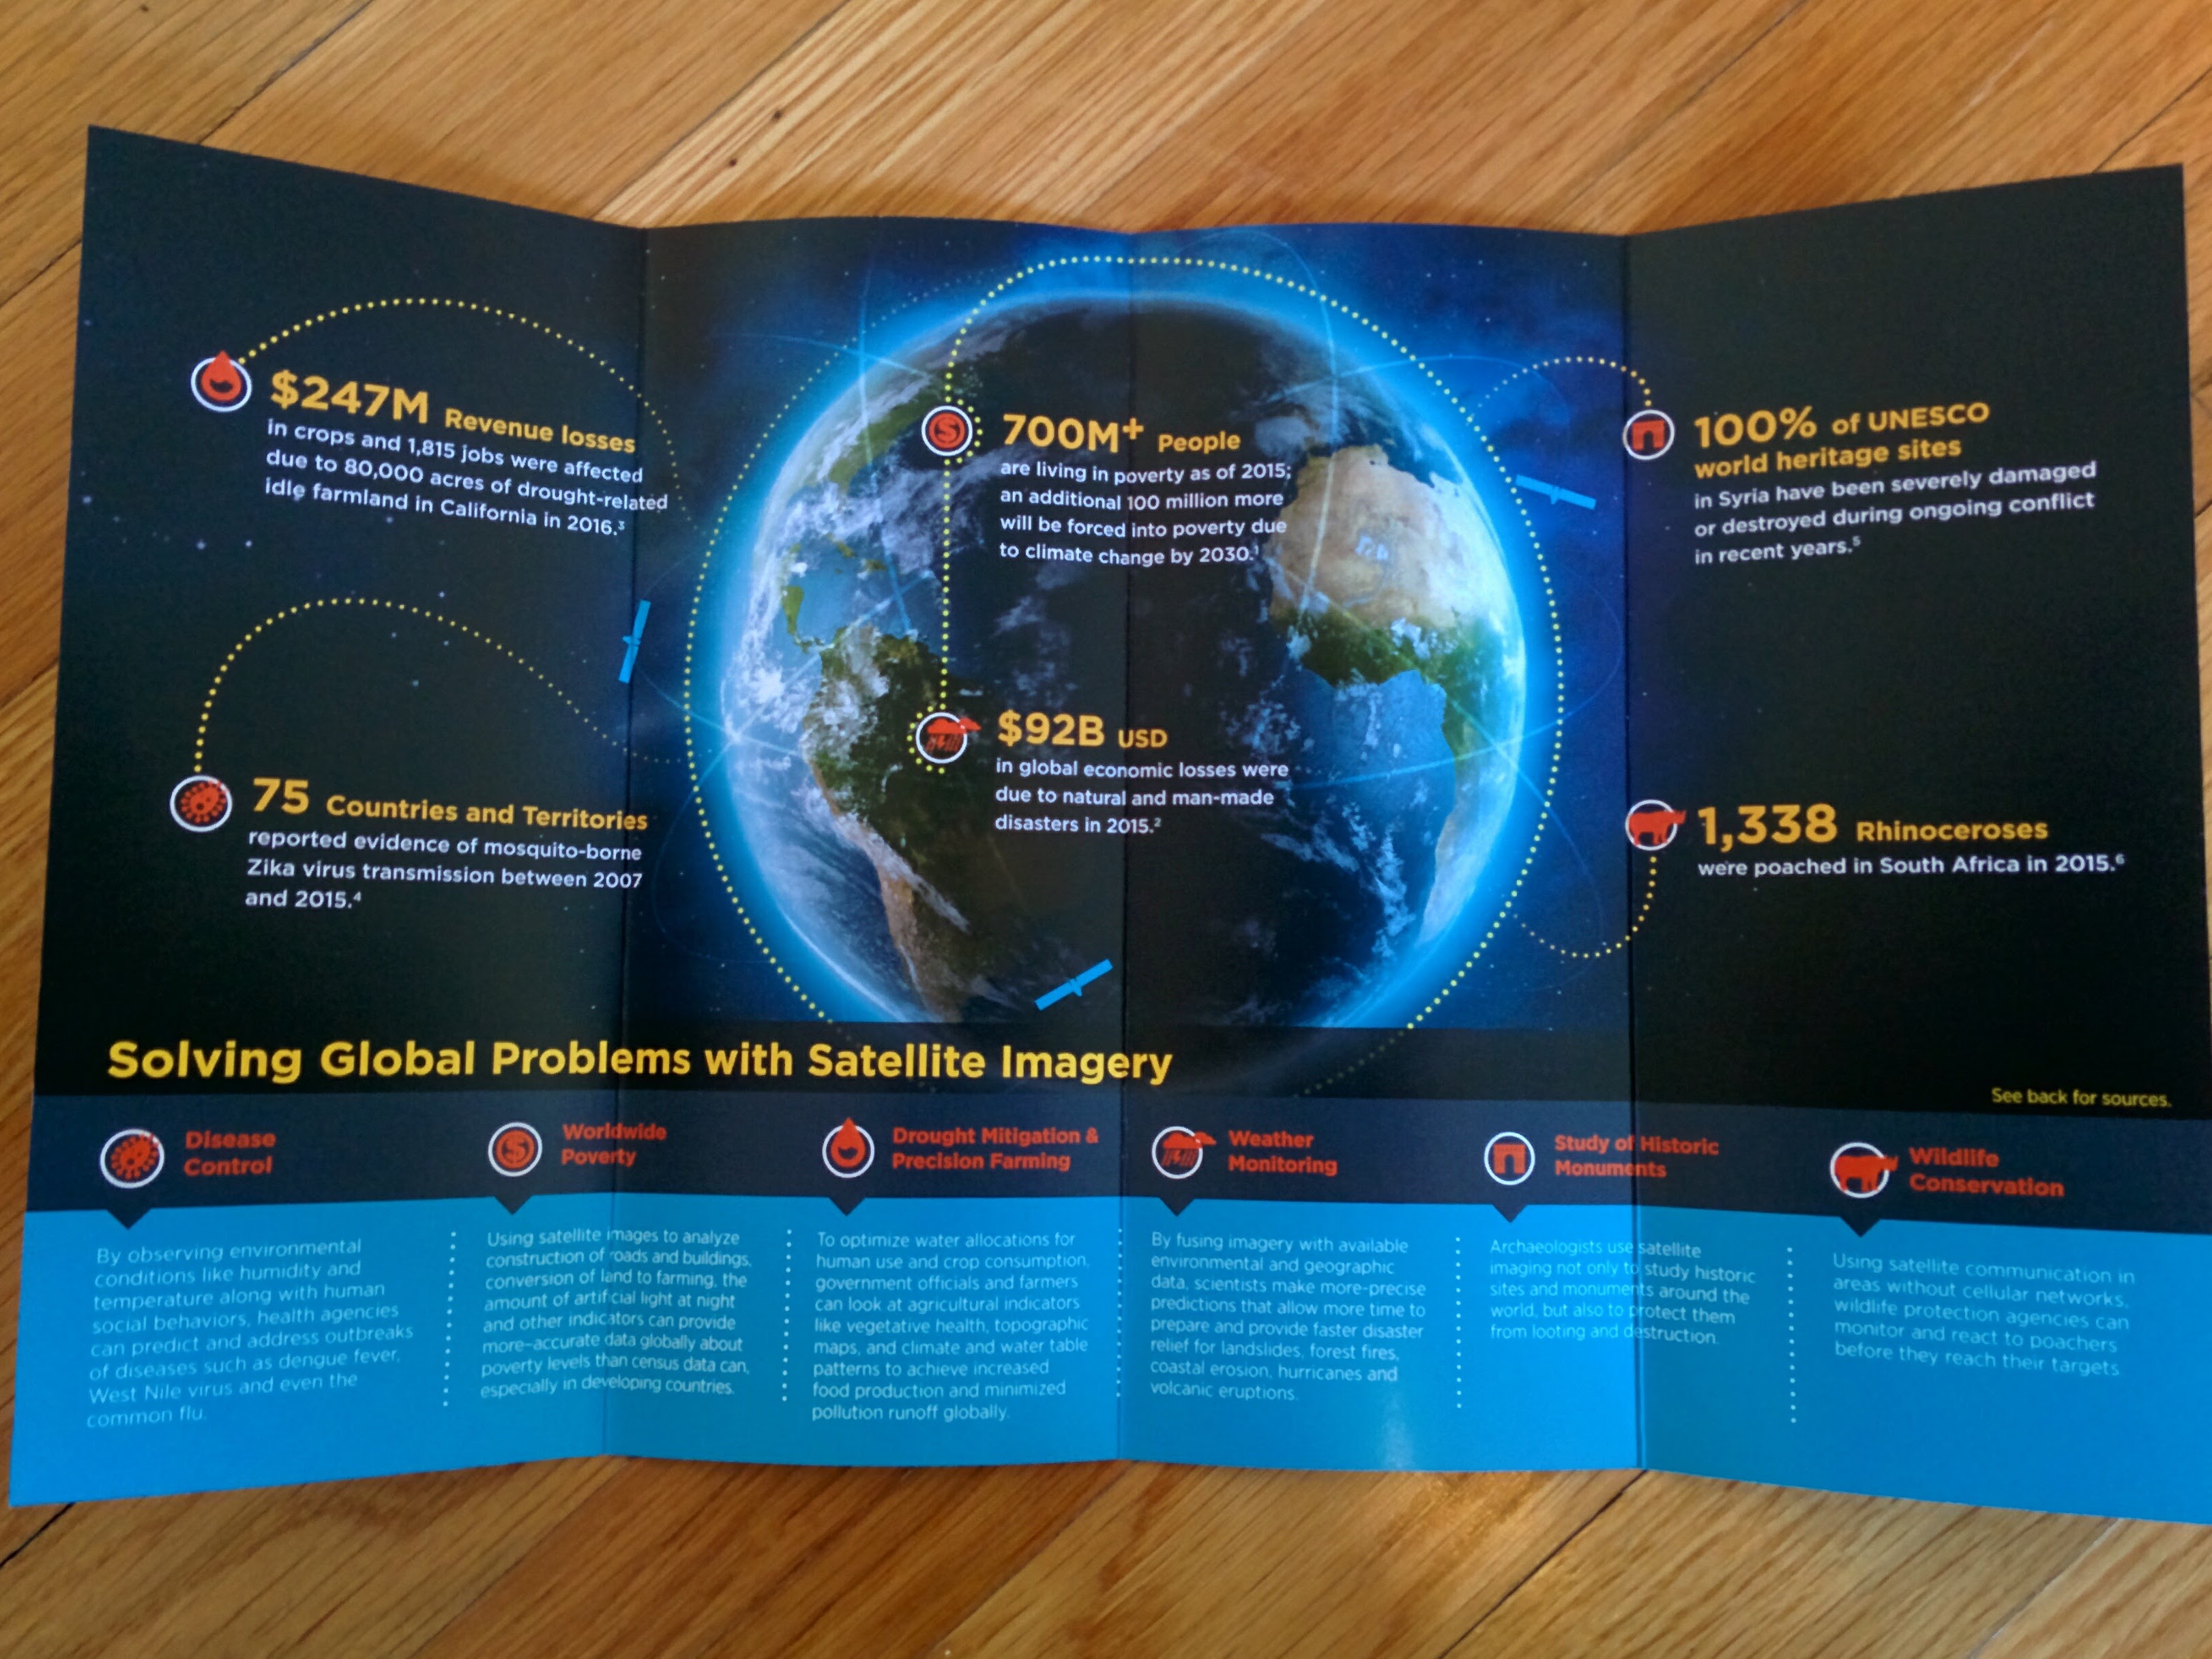 $247M Revenue losses
in crops and 1,815 jobs were affected
due to 80,000 acres of drought-related
idle farmland in California in 2016.³
75 Countries and Territories
reported evidence of mosquito-borne
Zika virus transmission between 2007
and 2015.⁴
700M+ People
are living in poverty as of 2015;
an additional 100 million more
will be forced into poverty due
to climate change by 2030.¹
$92B USD
in global economic losses were
due to natural and man-made
disasters in 2015.²
100% of UNESCO
world heritage sites
in Syria have been severely damaged
or destroyed during ongoing conflict
in recent years.⁵
1,338 Rhinoceroses
were poached in South Africa in 2015.⁶
Solving Global Problems with Satellite Imagery
See back for sources.
Disease
Control
By observing environmental
conditions like humidity and
temperature along with human
social behaviors, health agencies
can predict and address outbreaks
of diseases such as dengue fever,
West Nile virus and even the
common flu.
Worldwide
Poverty
Using satellite images to analyze
construction of roads and buildings,
conversion of land to farming, the
amount of artificial light at night
and other indicators can provide
more-accurate data globally about
poverty levels than census data can,
especially in developing countries.
Drought Mitigation &
Precision Farming
To optimize water allocations for
human use and crop consumption,
government officials and farmers
can look at agricultural indicators
like vegetative health, topographic
maps, and climate and water table
patterns to achieve increased
food production and minimized
pollution runoff globally.
Weather
Monitoring
By fusing imagery with available
environmental and geographic
data, scientists make more-precise
predictions that allow more time to
prepare and provide faster disaster
relief for landslides, forest fires,
coastal erosion, hurricanes and
volcanic eruptions.
Study of Historic
Monuments
Archaeologists use satellite
imaging not only to study historic
sites and monuments around the
world, but also to protect them
from looting and destruction.
Wildlife
Conservation
Using satellite communication in
areas without cellular networks,
wildlife protection agencies can
monitor and react to poachers
before they reach their targets.